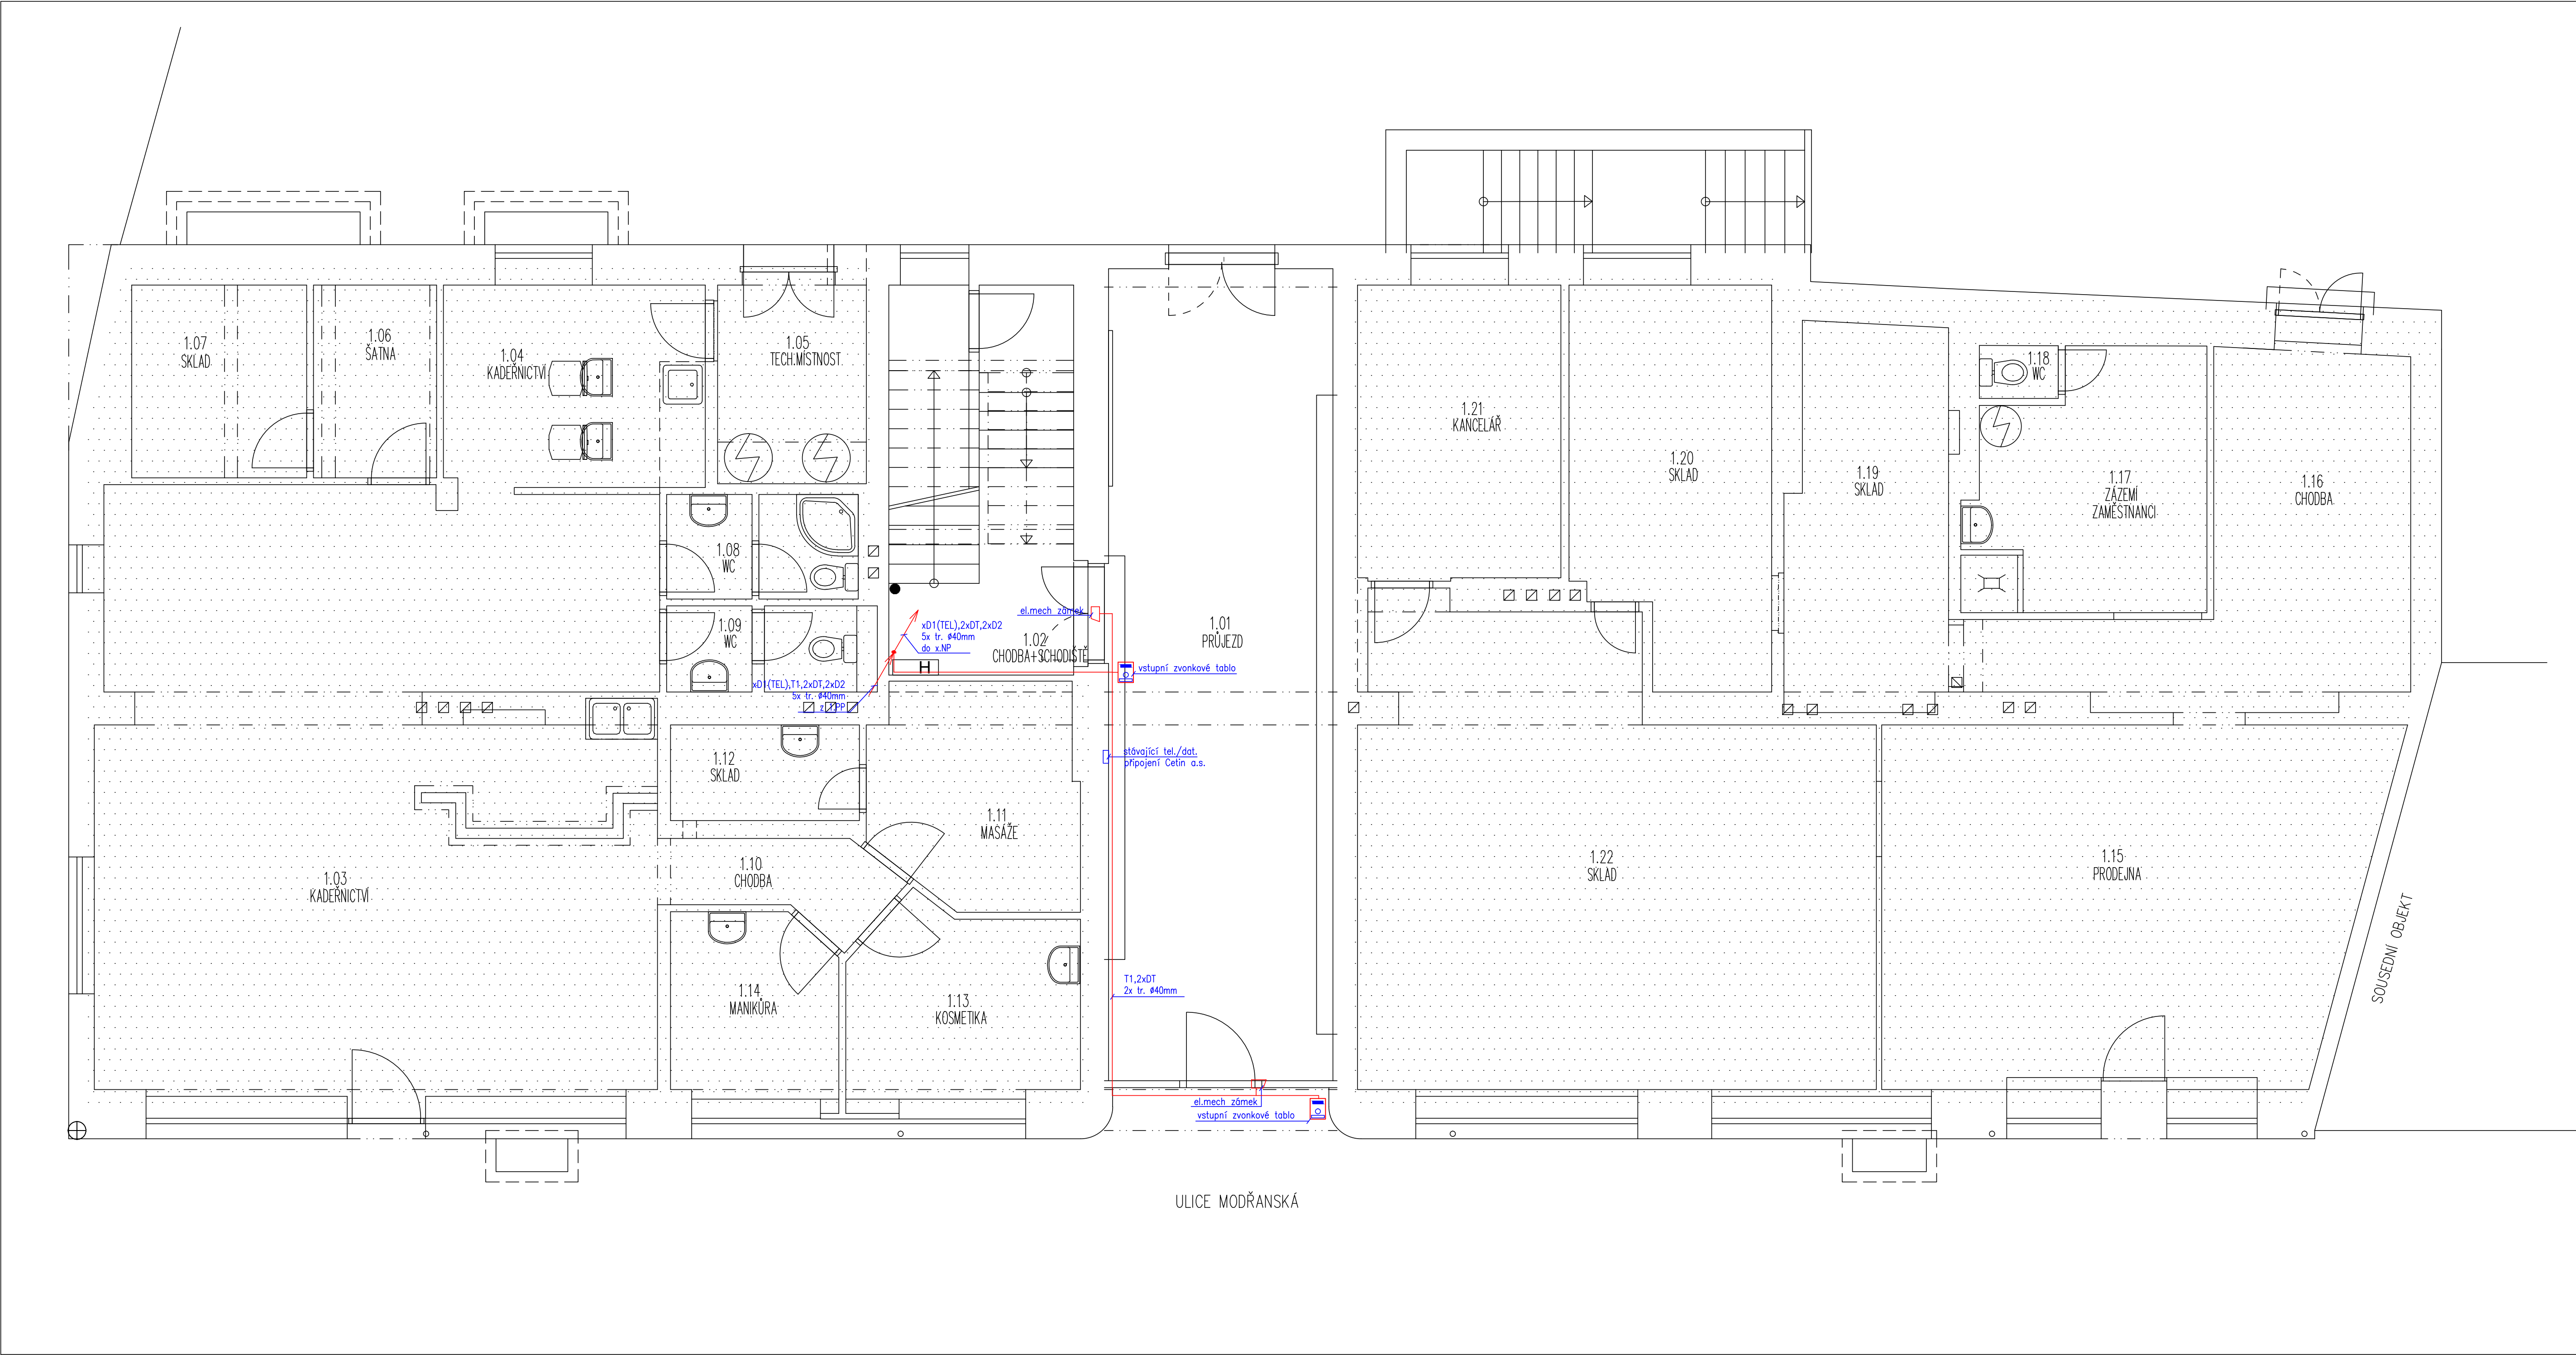 1.07
SKLAD
1.06
ŠATNA
1.04
KADEŘNICTVÍ
1.05
TECH.MÍSTNOST
1.18
WC
1.21
KANCELÁŘ
1.20
SKLAD
1.19
SKLAD
1.17
ZÁZEMÍ
ZAMĚSTNANCI
1.16
CHODBA
1.08
WC
1.09
WC
xD1(TEL),2xDT,2xD2
5x tr. ø40mm
do x.NP
el.mech zámek
1.02
CHODBA+SCHODIŠTĚ
1.01
PRŮJEZD
H
vstupní zvonkové tablo
xD1(TEL),T1,2xDT,2xD2
5x tr. ø40mm
z 1.PP
stávající tel./dat.
připojení Cetin a.s.
1.12
SKLAD
1.11
MASÁŽE
1.10
CHODBA
1.03
KADEŘNICTVÍ
1.22
SKLAD
1.15
PRODEJNA
SOUSEDNÍ OBJEKT
1.14
MANIKÚRA
1.13
KOSMETIKA
T1,2xDT
2x tr. ø40mm
el.mech zámek
vstupní zvonkové tablo
ULICE MODŘANSKÁ